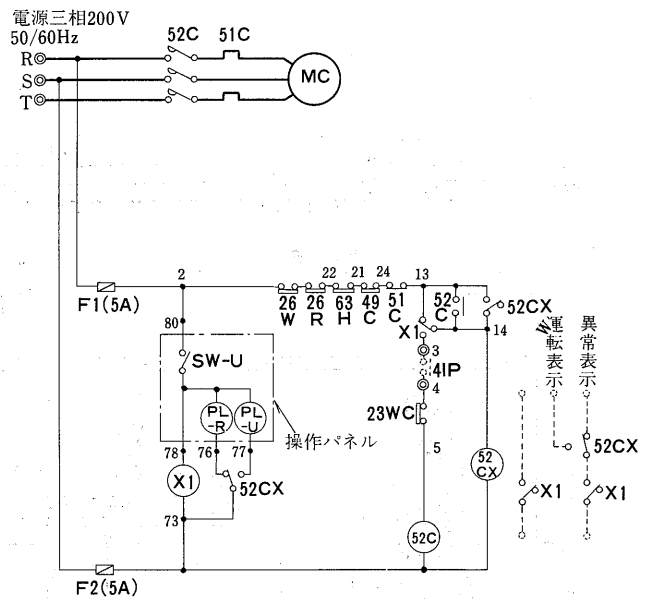 電源三相200V
50/60Hz
52C 51C
R
S
T
MC
2 22 21 24 13
F1(5A)
26 26 63 49 51 52
W R H C C C
52CX
X1
14
80
SW-U
3
41P
4
23WC
PL-R PL-U
操作パネル
78 76 77
5
X1
52CX
52CX
73
52C
F2(5A)
W運転表示
異常表示
52CX
X1 X1